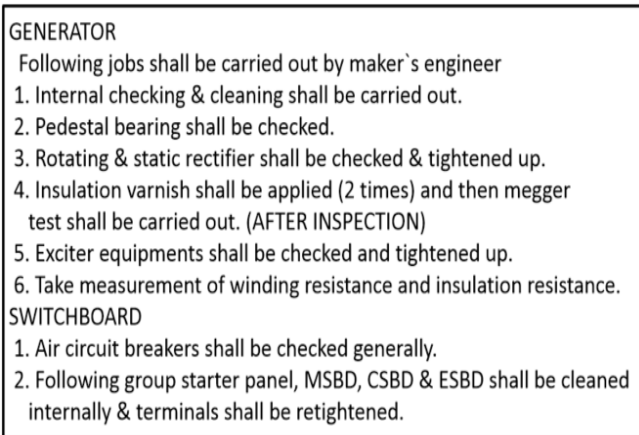 GENERATOR
Following jobs shall be carried out by maker`s engineer
1. Internal checking & cleaning shall be carried out.
2. Pedestal bearing shall be checked.
3. Rotating & static rectifier shall be checked & tightened up.
4. Insulation varnish shall be applied (2 times) and then megger
test shall be carried out. (AFTER INSPECTION)
5. Exciter equipments shall be checked and tightened up.
6. Take measurement of winding resistance and insulation resistance.
SWITCHBOARD
1. Air circuit breakers shall be checked generally.
2. Following group starter panel, MSBD, CSBD & ESBD shall be cleaned
internally & terminals shall be retightened.